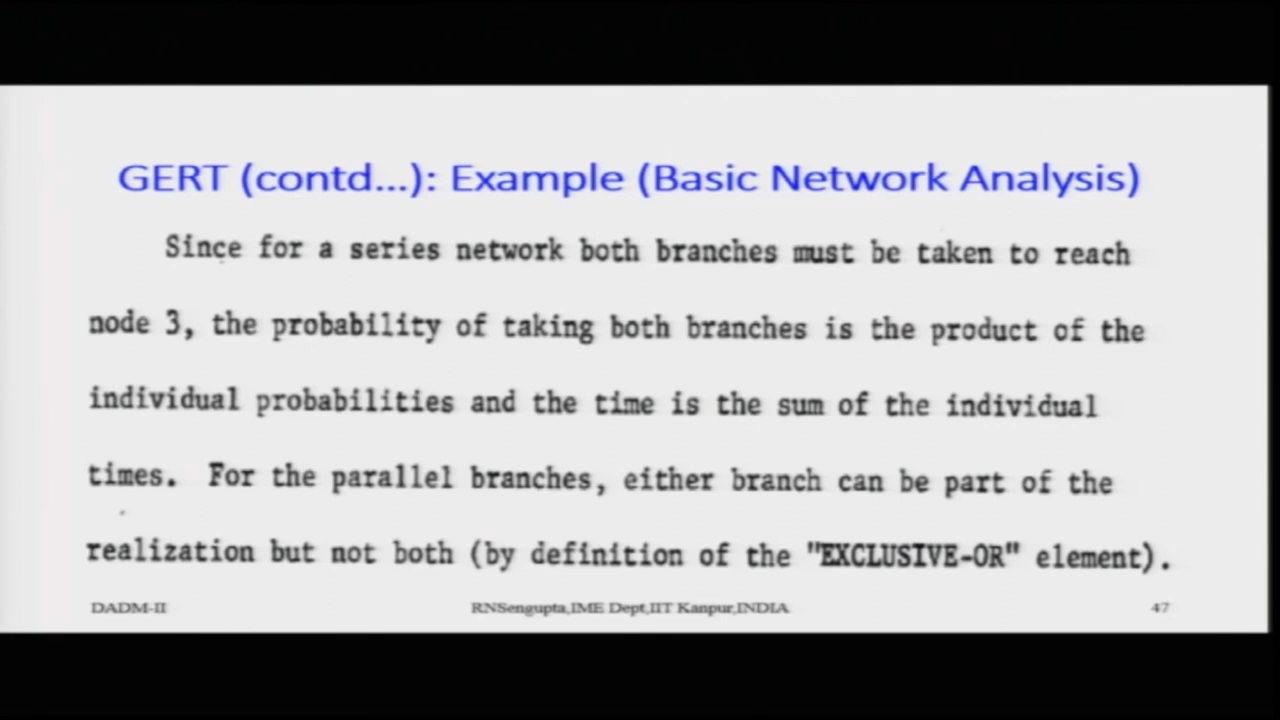 GERT (contd...): Example (Basic Network Analysis)
Since for a series network both branches must be taken to reach
node 3, the probability of taking both branches is the product of the
individual probabilities and the time is the sum of the individual
times. For the parallel branches, either branch can be part of the
realization but not both (by definition of the "EXCLUSIVE-OR" element).
DADM-II
RNSengupta,IME Dept,IIT Kanpur,INDIA
47